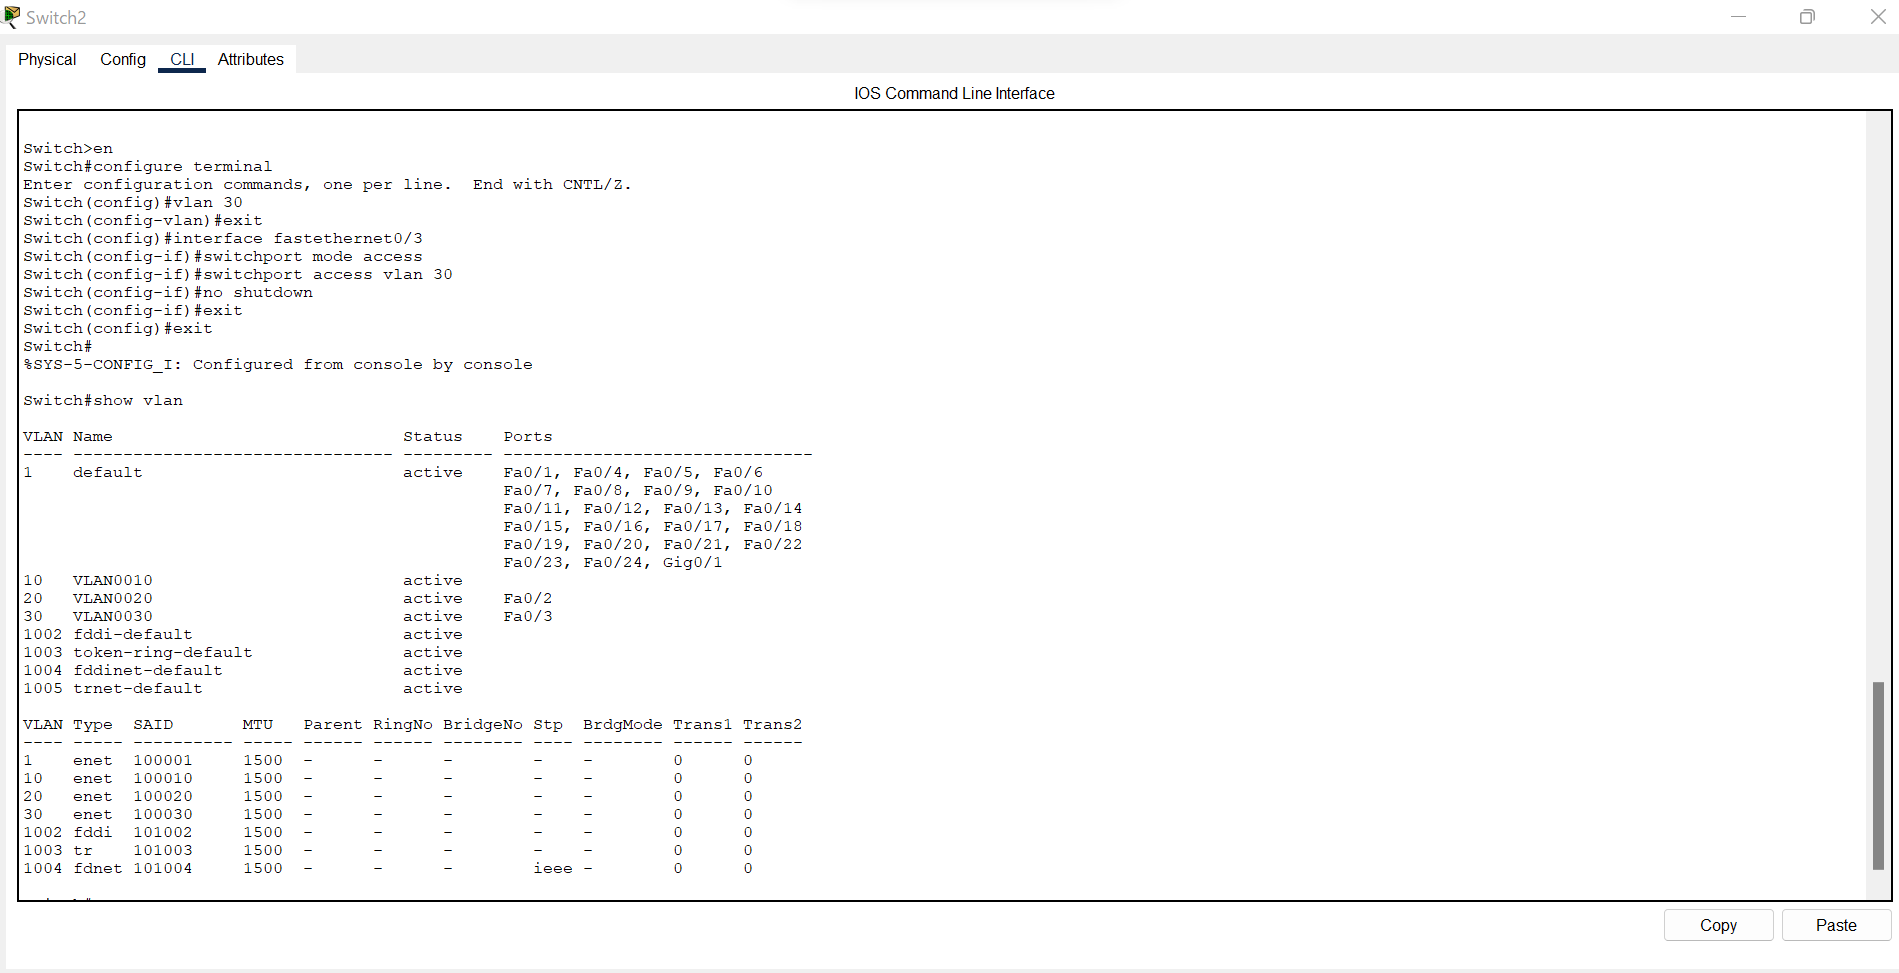 Switch2
Physical Config CLI Attributes
IOS Command Line Interface
Switch>en
Switch#configure terminal
Enter configuration commands, one per line.  End with CNTL/Z.
Switch(config)#vlan 30
Switch(config-vlan)#exit
Switch(config)#interface fastethernet0/3
Switch(config-if)#switchport mode access
Switch(config-if)#switchport access vlan 30
Switch(config-if)#no shutdown
Switch(config-if)#exit
Switch(config)#exit
Switch#
%SYS-5-CONFIG_I: Configured from console by console
Switch#show vlan
VLAN Name                             Status    Ports
---- -------------------------------- --------- -------------------------------
1    default                          active    Fa0/1, Fa0/4, Fa0/5, Fa0/6
                                                Fa0/7, Fa0/8, Fa0/9, Fa0/10
                                                Fa0/11, Fa0/12, Fa0/13, Fa0/14
                                                Fa0/15, Fa0/16, Fa0/17, Fa0/18
                                                Fa0/19, Fa0/20, Fa0/21, Fa0/22
                                                Fa0/23, Fa0/24, Gig0/1
10   VLAN0010                         active
20   VLAN0020                         active    Fa0/2
30   VLAN0030                         active    Fa0/3
1002 fddi-default                     active
1003 token-ring-default               active
1004 fddinet-default                  active
1005 trnet-default                    active
VLAN Type  SAID       MTU   Parent RingNo BridgeNo Stp  BrdgMode Trans1 Trans2
---- ----- ---------- ----- ------ ------ -------- ---- -------- ------ ------
1    enet  100001     1500  -      -      -        -    -        0      0
10   enet  100010     1500  -      -      -        -    -        0      0
20   enet  100020     1500  -      -      -        -    -        0      0
30   enet  100030     1500  -      -      -        -    -        0      0
1002 fddi  101002     1500  -      -      -        -    -        0      0
1003 tr    101003     1500  -      -      -        -    -        0      0
1004 fdnet 101004     1500  -      -      -        ieee -        0      0
Copy Paste